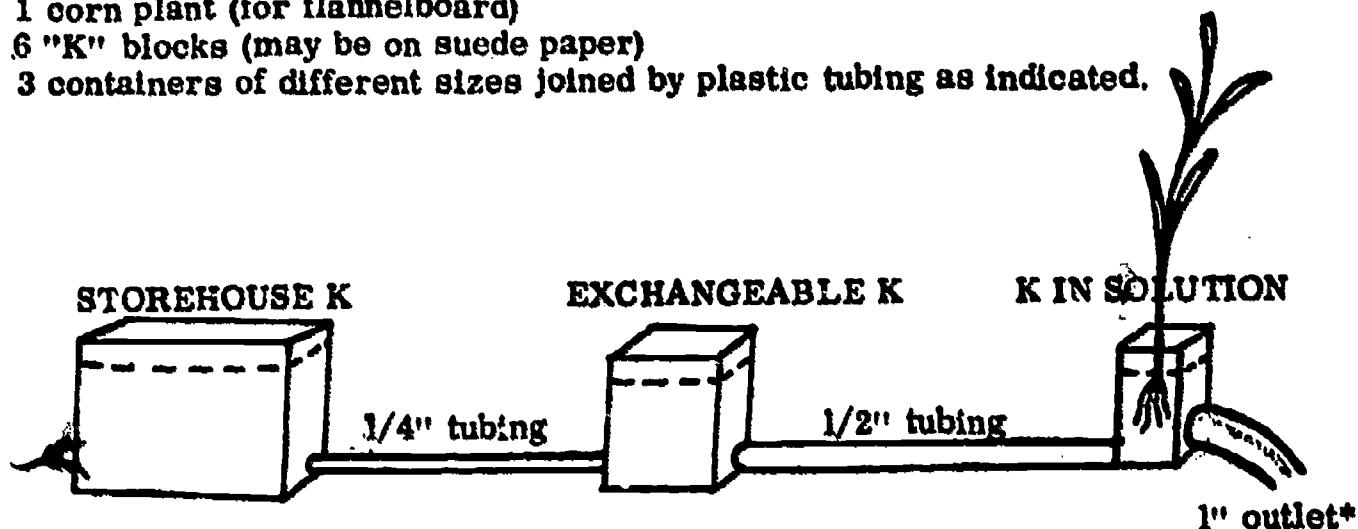 1 corn plant (for flannelboard)
6 "K" blocks (may be on suede paper)
3 containers of different sizes joined by plastic tubing as indicated.
STOREHOUSE K
EXCHANGEABLE K
K IN SOLUTION
1/4" tubing
1/2" tubing
1" outlet*